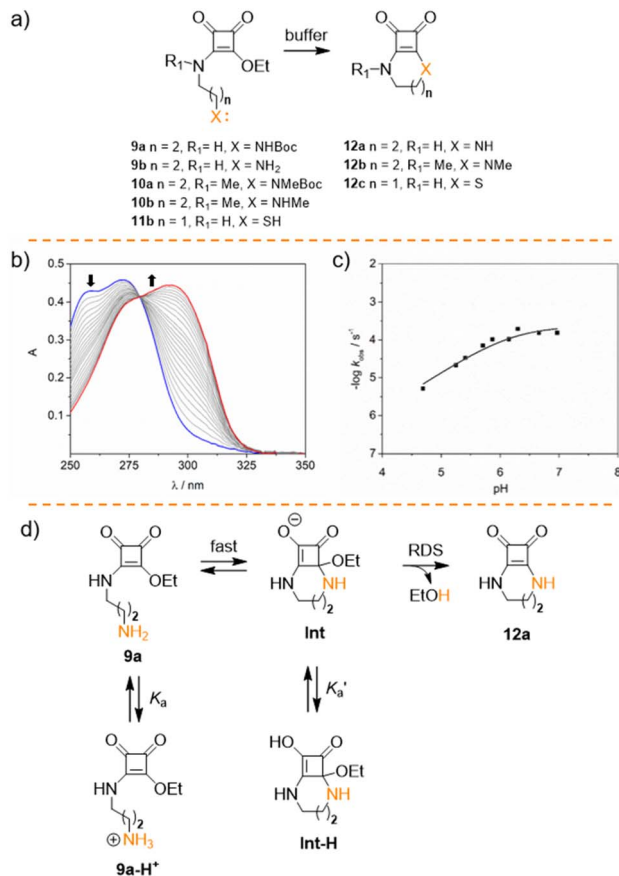 a)
O O
R₁ N OEt
n
X:
buffer
O O
R₁ N X
n
9a n = 2, R₁= H, X = NHBoc
9b n = 2, R₁= H, X = NH₂
10a n = 2, R₁= Me, X = NMeBoc
10b n = 2, R₁= Me, X = NHMe
11b n = 1, R₁= H, X = SH
12a n = 2, R₁= H, X = NH
12b n = 2, R₁= Me, X = NMe
12c n = 1, R₁= H, X = S
b)
0.5
0.4
0.3
0.2
0.1
A
250 275 300 325 350
λ / nm
c)
2
3
4
5
6
7
-log kobs / s⁻¹
4 5 6 7 8
pH
d)
O O
HN OEt
2
NH₂
9a
fast
⊖
O O
OEt
HN NH
2
Int
RDS
EtOH
O O
HN NH
2
12a
Ka
Ka'
O O
HN OEt
2
⊕ NH₃
9a-H⁺
HO O
OEt
NH NH
2
Int-H